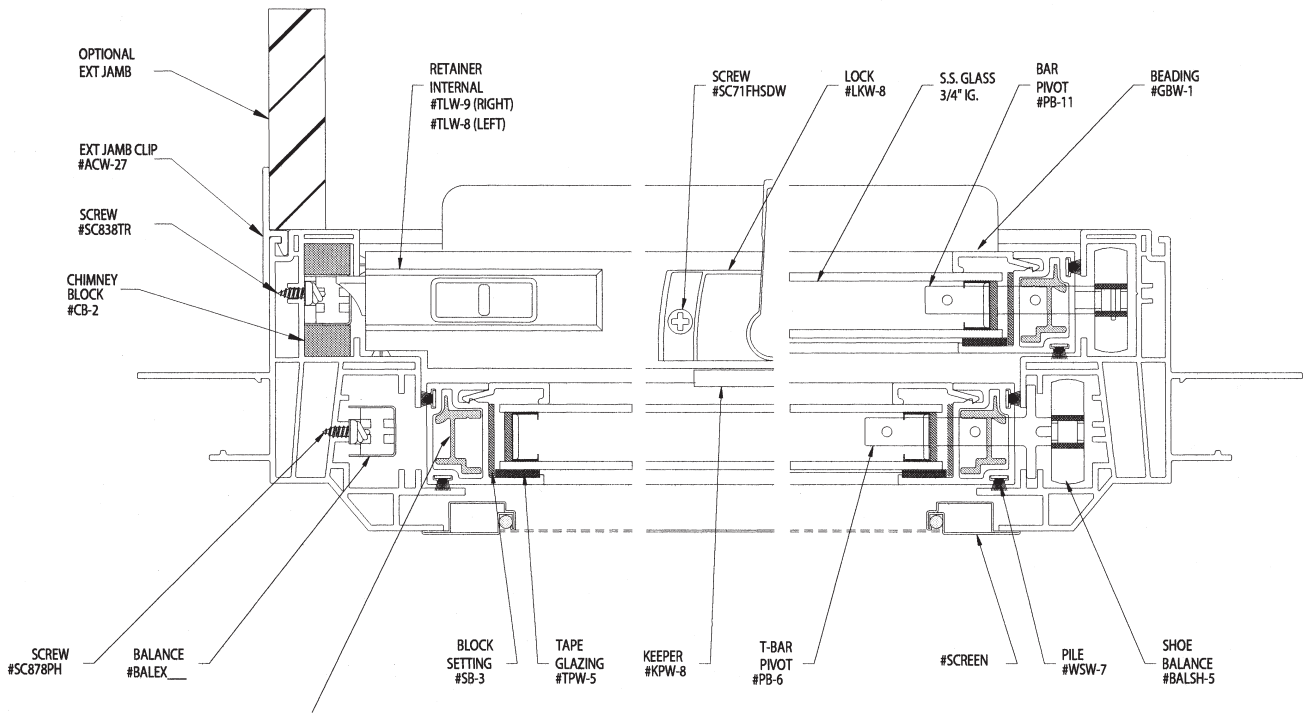 OPTIONAL
EXT JAMB
EXT JAMB CLIP
#ACW-27
SCREW
#SC838TR
CHIMNEY
BLOCK
#CB-2
RETAINER
INTERNAL
#TLW-9 (RIGHT)
#TLW-8 (LEFT)
SCREW
#SC71FHSDW
LOCK
#LKW-8
S.S. GLASS
3/4" IG.
BAR
PIVOT
#PB-11
BEADING
#GBW-1
SCREW
#SC878PH
BALANCE
#BALEX___
BLOCK
SETTING
#SB-3
TAPE
GLAZING
#TPW-5
KEEPER
#KPW-8
T-BAR
PIVOT
#PB-6
#SCREEN
PILE
#WSW-7
SHOE
BALANCE
#BALSH-5